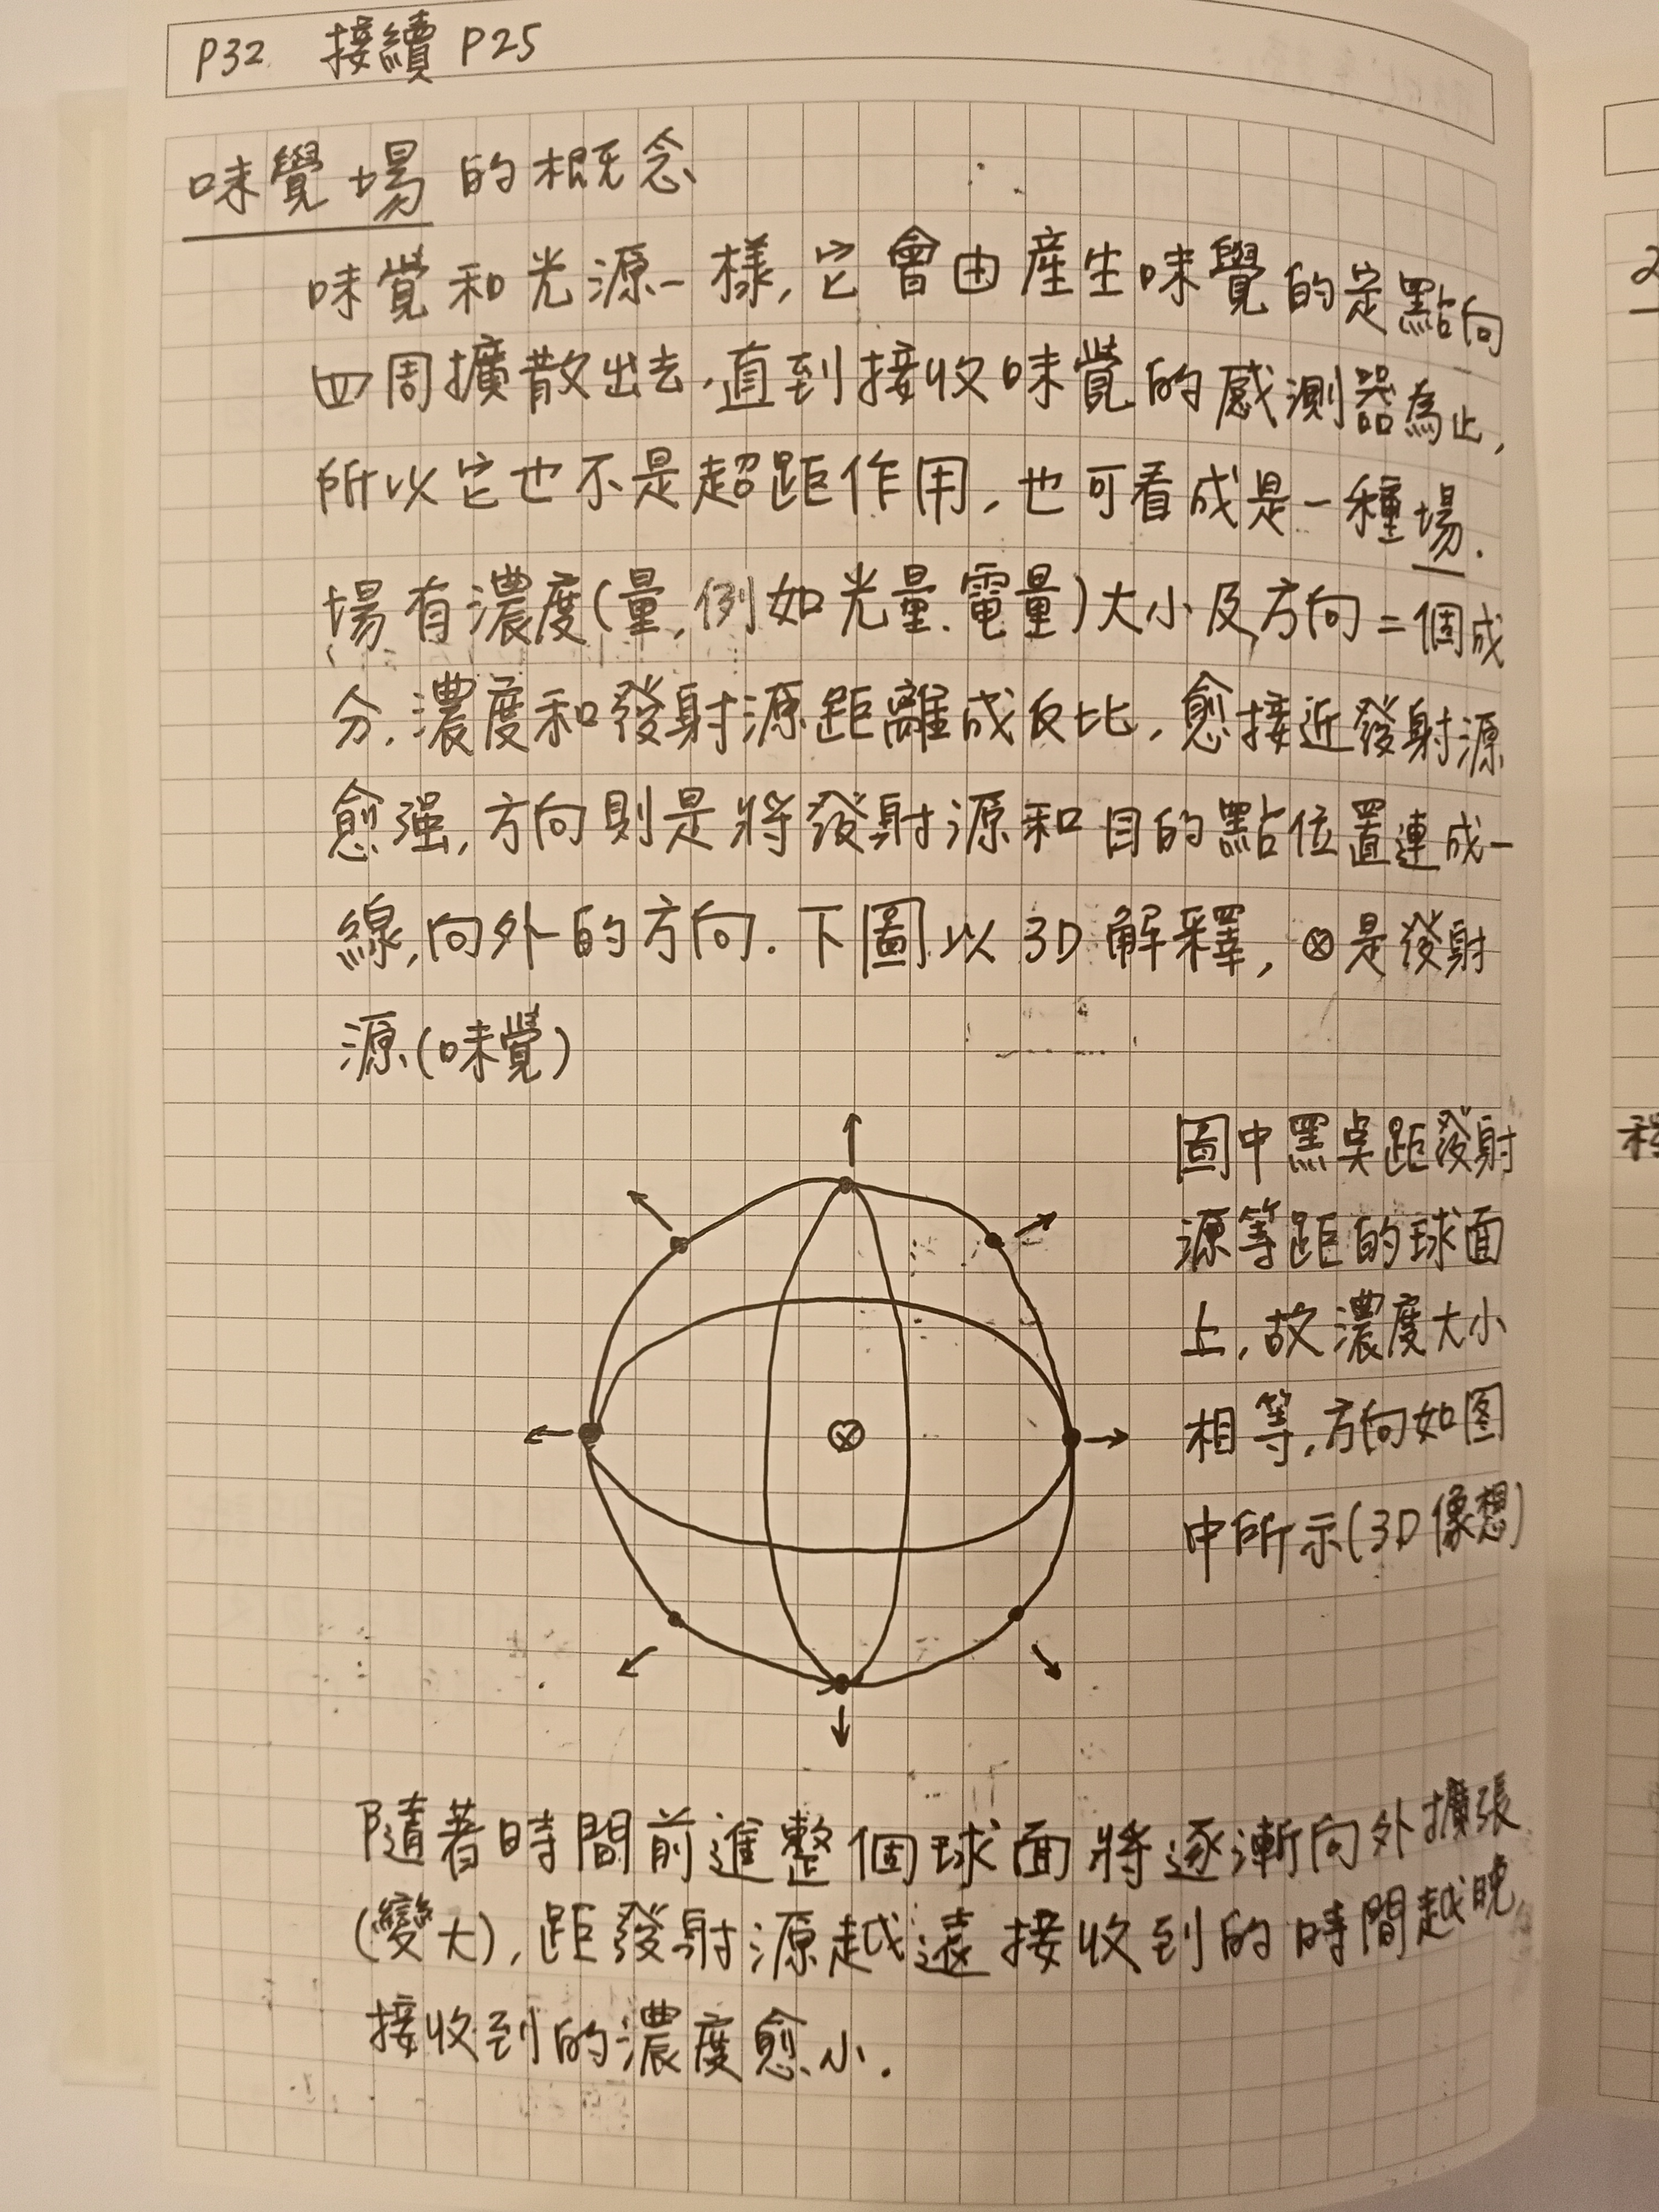 P32 接續 P25
味覺場的概念
味覺和光源一樣,它會由產生味覺的定點向
四周擴散出去,直到接收味覺的感測器為止,
所以它也不是超距作用,也可看成是一種場.
場有濃度(量,例如光量.電量)大小及方向=個成
分,濃度和發射源距離成反比,愈接近發射源
愈强,方向則是將發射源和目的點位置連成一
線,向外的方向.下圖以3D解釋,⊗是發射
源(味覺)
圖中黑奌距發射
源等距的球面
上,故濃度大小
相等,方向如图
中所示(3D像想)
隨著時間前進整個球面將逐漸向外擴張
(變大),距發射源越遠接收到的時間越晚
接收到的濃度愈小.